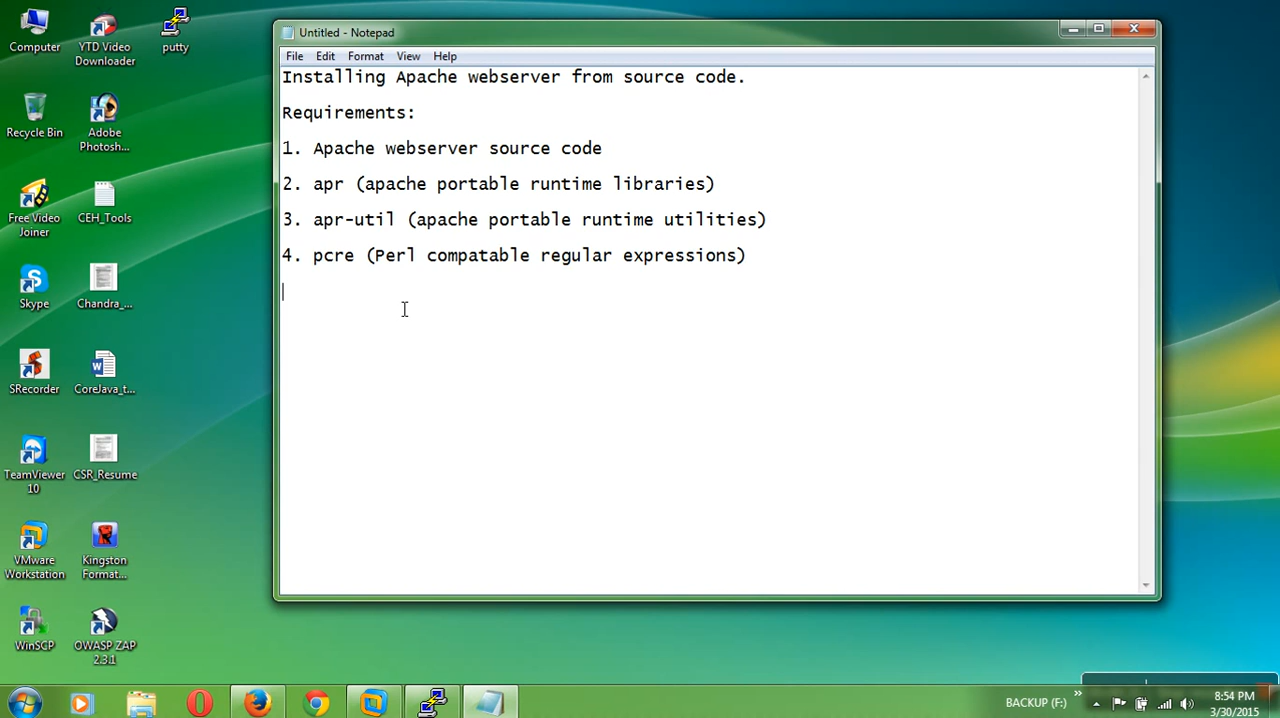 Untitled - Notepad
File Edit Format View Help
Installing Apache webserver from source code.
Requirements:
1. Apache webserver source code
2. apr (apache portable runtime libraries)
3. apr-util (apache portable runtime utilities)
4. pcre (Perl compatable regular expressions)
Computer
YTD Video
Downloader
putty
Recycle Bin
Adobe
Photosh...
Free Video
Joiner
CEH_Tools
Skype
Chandra_...
SRecorder
CoreJava_t...
TeamViewer
10
CSR_Resume
VMware
Workstation
Kingston
Format...
WinSCP
OWASP ZAP
2.3.1
BACKUP (F:)
8:54 PM
3/30/2015